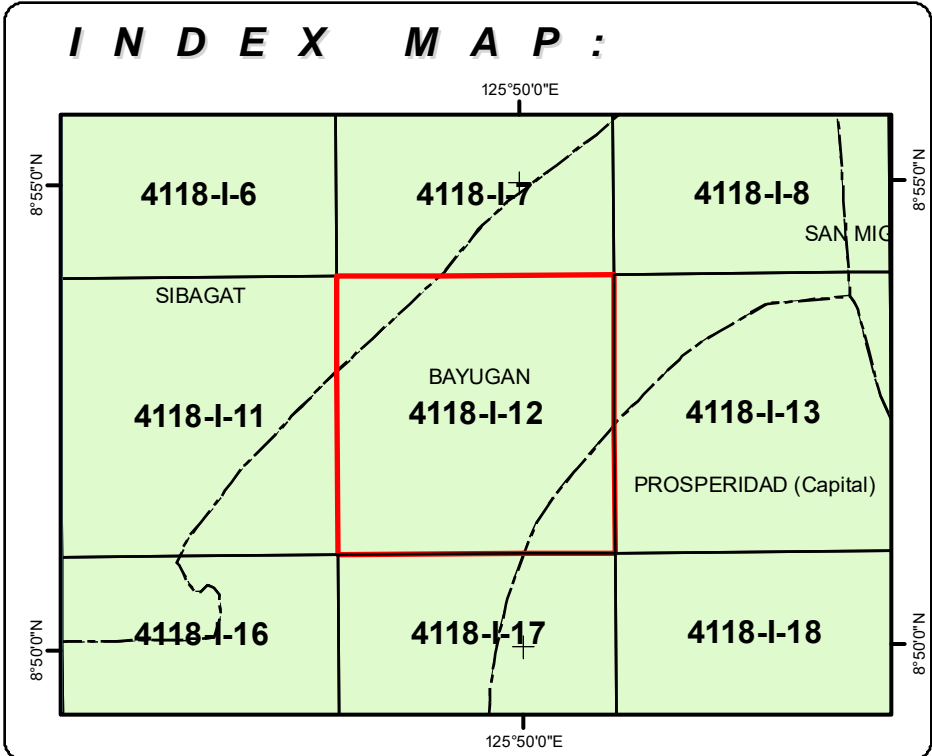 INDEX MAP:
125°50'0"E
8°55'0"N
8°55'0"N
4118-I-6
4118-I-7
4118-I-8
SAN MIG
SIBAGAT
BAYUGAN
4118-I-11
4118-I-12
4118-I-13
PROSPERIDAD (Capital)
4118-I-16
4118-I-17
4118-I-18
8°50'0"N
8°50'0"N
125°50'0"E